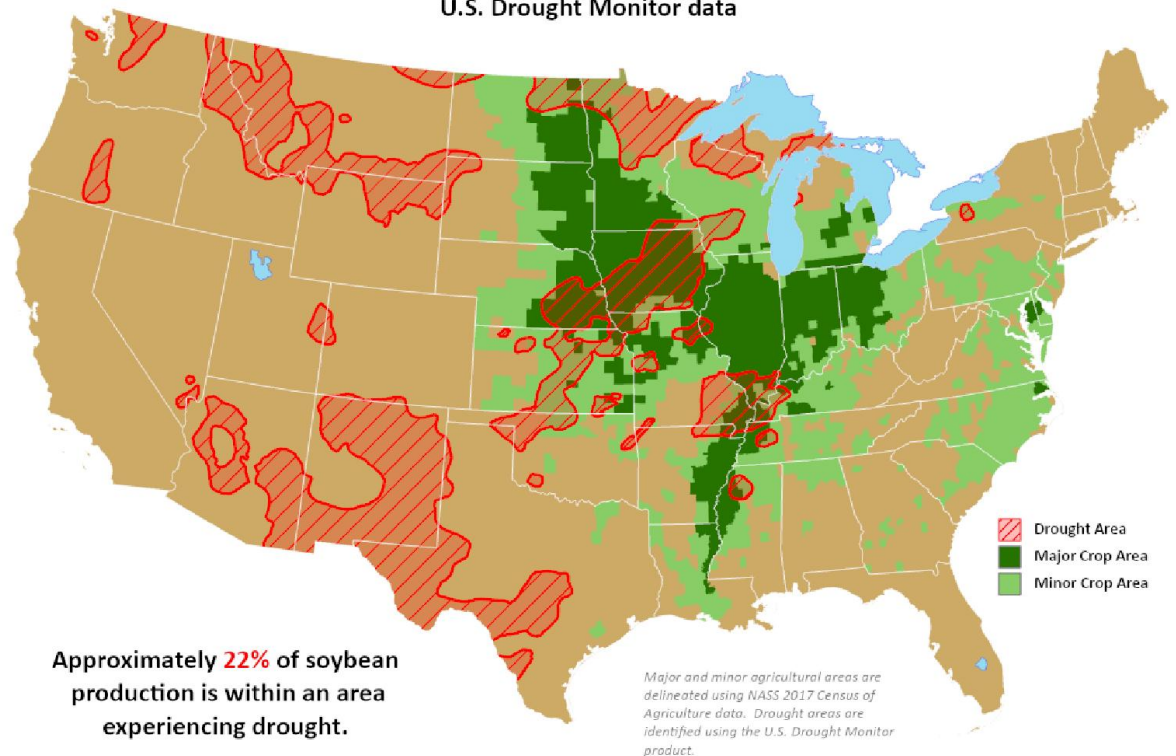 U.S. Drought Monitor data
Drought Area
Major Crop Area
Minor Crop Area
Approximately 22% of soybean
production is within an area
experiencing drought.
Major and minor agricultural areas are
delineated using NASS 2017 Census of
Agriculture data.  Drought areas are
identified using the U.S. Drought Monitor
product.